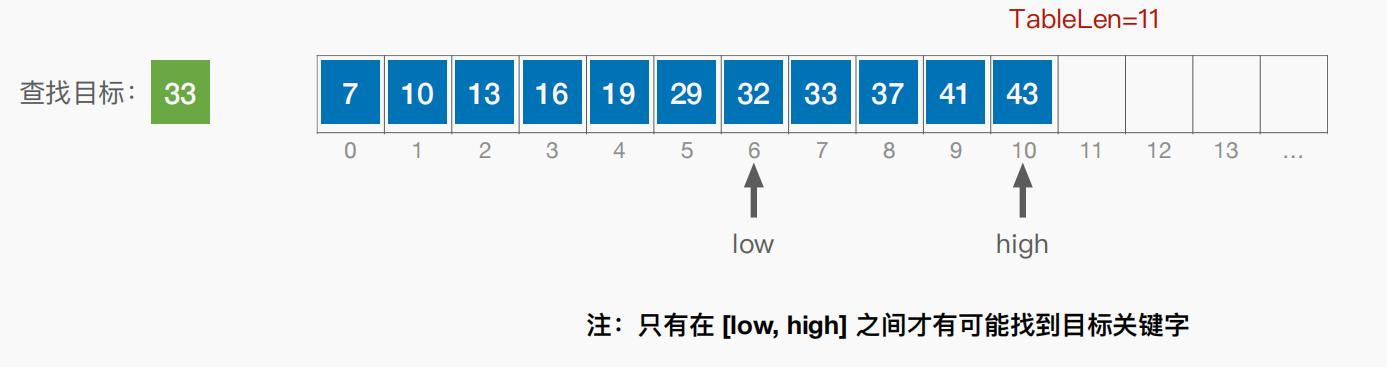 TableLen=11
查找目标：33
7 10 13 16 19 29 32 33 37 41 43
0 1 2 3 4 5 6 7 8 9 10 11 12 13 ...
low high
注：只有在 [low, high] 之间才有可能找到目标关键字